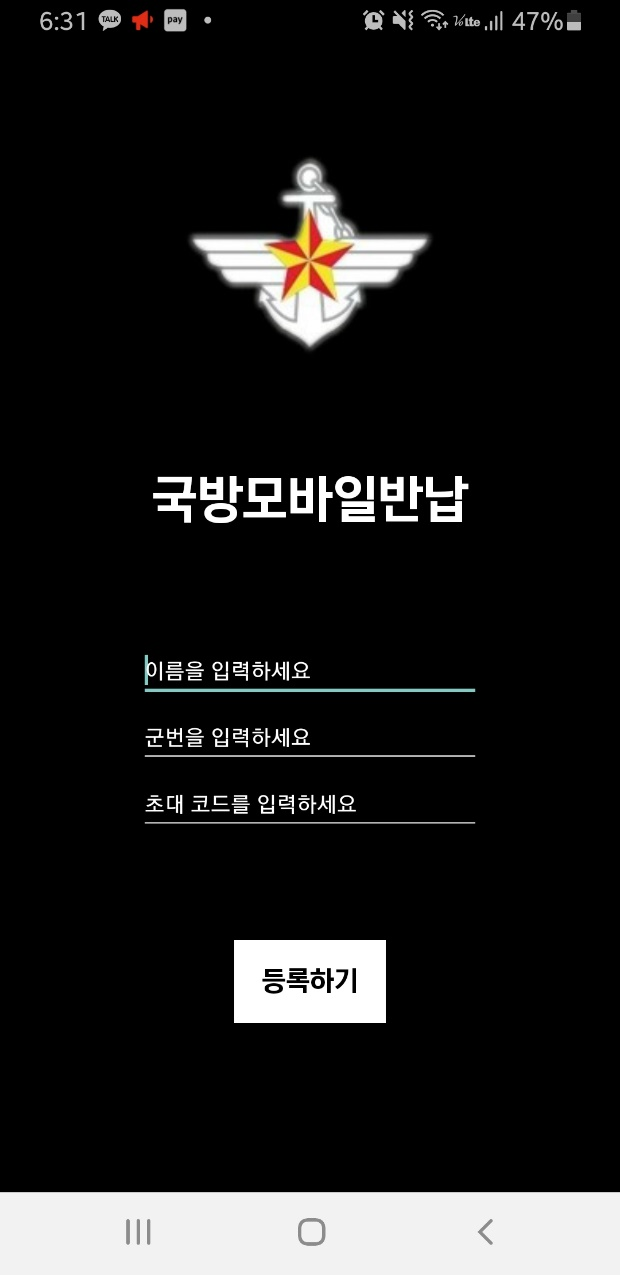 6:31 TALK pay 47%
국방모바일반납
이름을 입력하세요
군번을 입력하세요
초대 코드를 입력하세요
등록하기